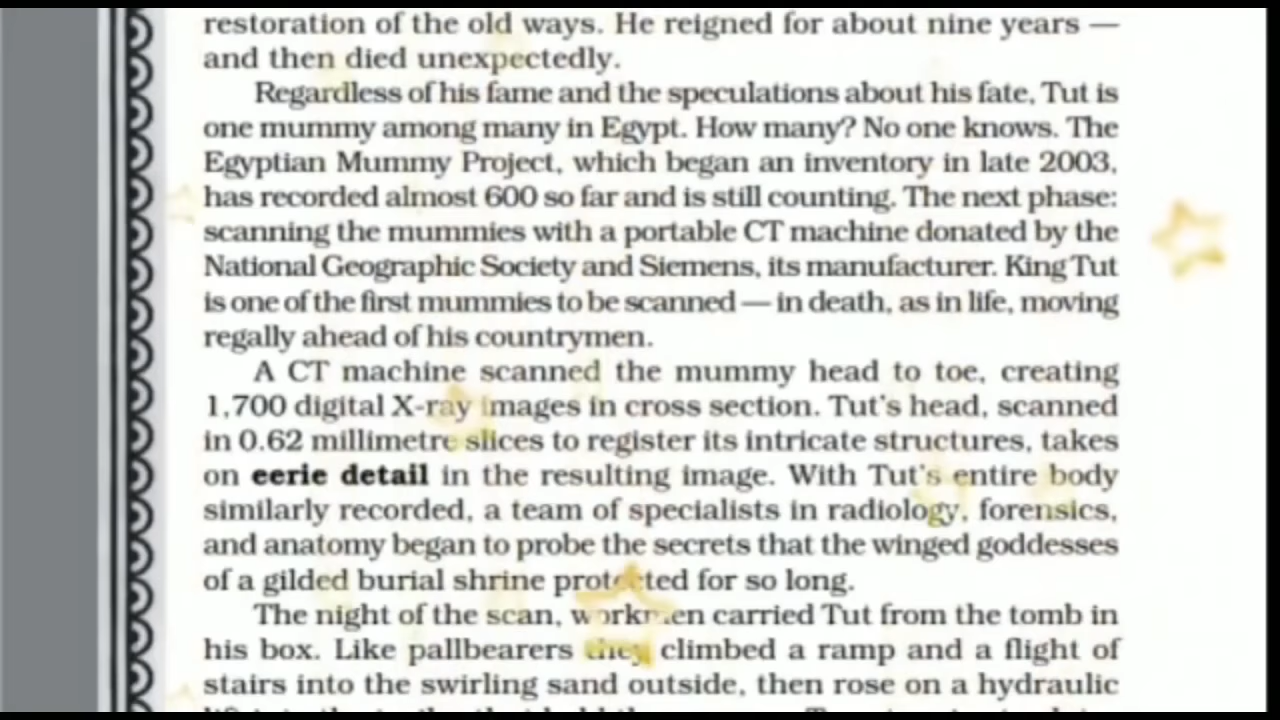 restoration of the old ways. He reigned for about nine years —
and then died unexpectedly.
Regardless of his fame and the speculations about his fate, Tut is
one mummy among many in Egypt. How many? No one knows. The
Egyptian Mummy Project, which began an inventory in late 2003,
has recorded almost 600 so far and is still counting. The next phase:
scanning the mummies with a portable CT machine donated by the
National Geographic Society and Siemens, its manufacturer. King Tut
is one of the first mummies to be scanned — in death, as in life, moving
regally ahead of his countrymen.
A CT machine scanned the mummy head to toe, creating
1,700 digital X-ray images in cross section. Tut's head, scanned
in 0.62 millimetre slices to register its intricate structures, takes
on eerie detail in the resulting image. With Tut's entire body
similarly recorded, a team of specialists in radiology, forensics,
and anatomy began to probe the secrets that the winged goddesses
of a gilded burial shrine protected for so long.
The night of the scan, workmen carried Tut from the tomb in
his box. Like pallbearers they climbed a ramp and a flight of
stairs into the swirling sand outside, then rose on a hydraulic